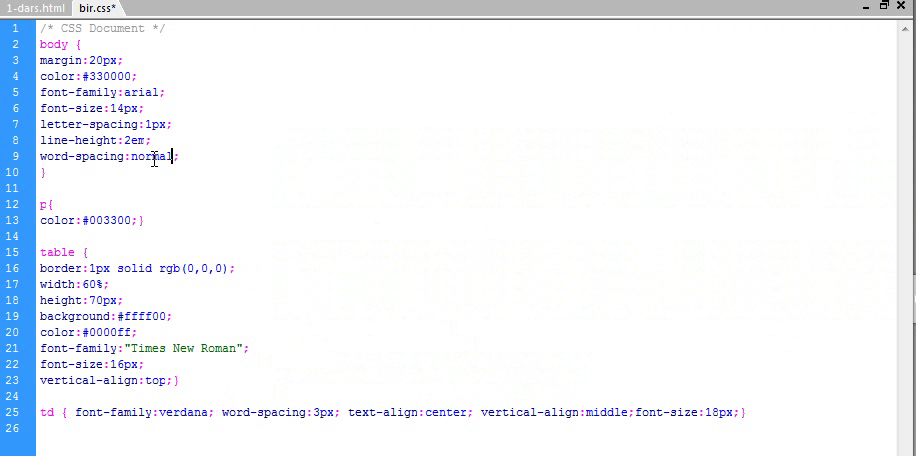 1-dars.html bir.css*
1 /* CSS Document */
2 body {
3 margin:20px;
4 color:#330000;
5 font-family:arial;
6 font-size:14px;
7 letter-spacing:1px;
8 line-height:2em;
9 word-spacing:normal;
10 }
11
12 p{
13 color:#003300;}
14
15 table {
16 border:1px solid rgb(0,0,0);
17 width:60%;
18 height:70px;
19 background:#ffff00;
20 color:#0000ff;
21 font-family:"Times New Roman";
22 font-size:16px;
23 vertical-align:top;}
24
25 td { font-family:verdana; word-spacing:3px; text-align:center; vertical-align:middle;font-size:18px;}
26